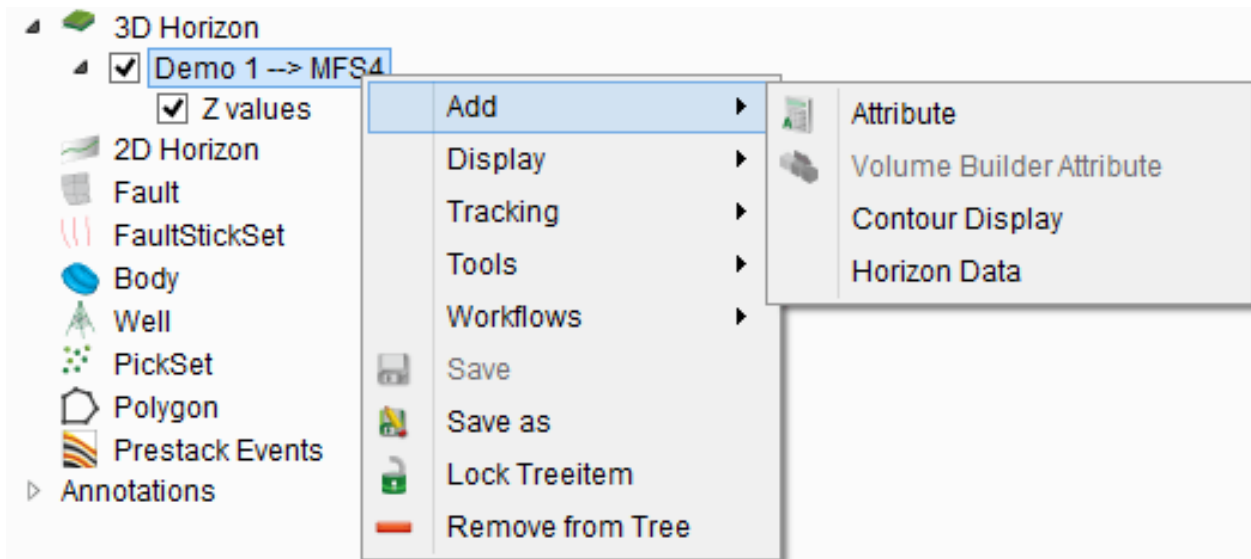 3D Horizon
Demo 1 --> MFS4
Z values
2D Horizon
Fault
FaultStickSet
Body
Well
PickSet
Polygon
Prestack Events
Annotations
Add
Display
Tracking
Tools
Workflows
Save
Save as
Lock Treeitem
Remove from Tree
Attribute
Volume Builder Attribute
Contour Display
Horizon Data